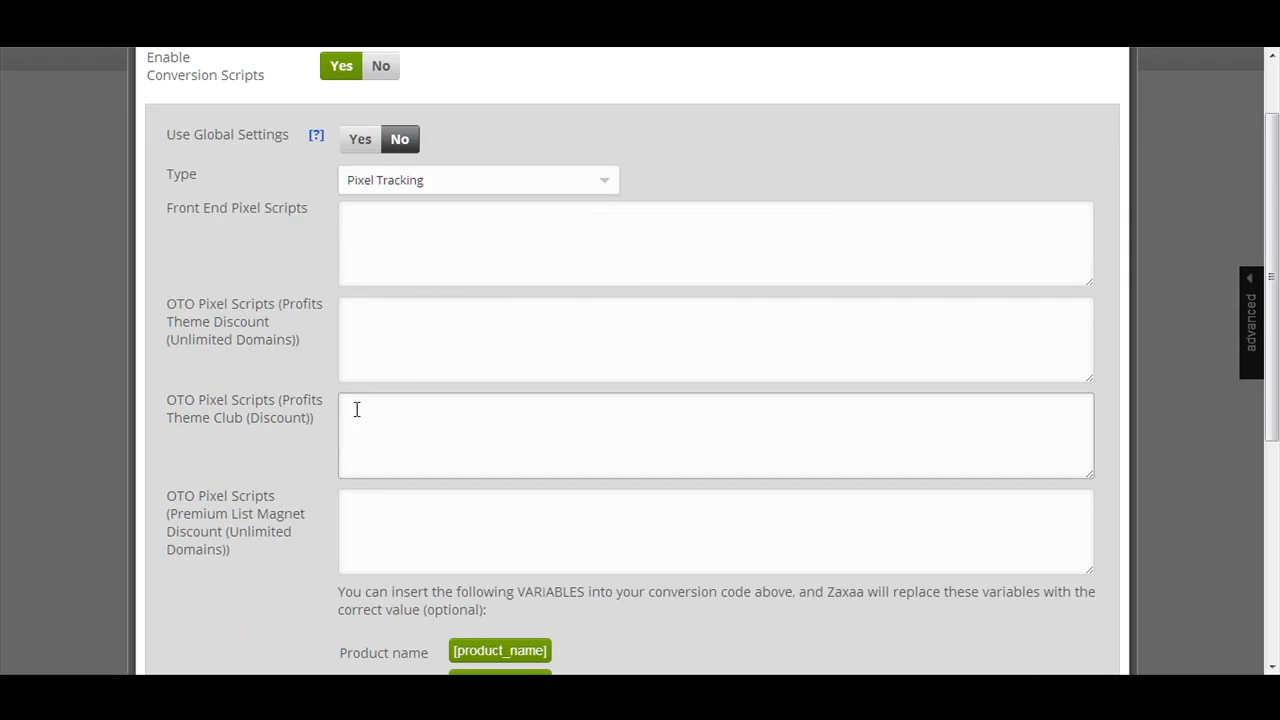 Enable
Conversion Scripts
Yes No
Use Global Settings [?] Yes No
Type
Pixel Tracking
Front End Pixel Scripts
OTO Pixel Scripts (Profits
Theme Discount
(Unlimited Domains))
OTO Pixel Scripts (Profits
Theme Club (Discount))
OTO Pixel Scripts
(Premium List Magnet
Discount (Unlimited
Domains))
You can insert the following VARIABLES into your conversion code above, and Zaxaa will replace these variables with the
correct value (optional):
Product name [product_name]
advanced